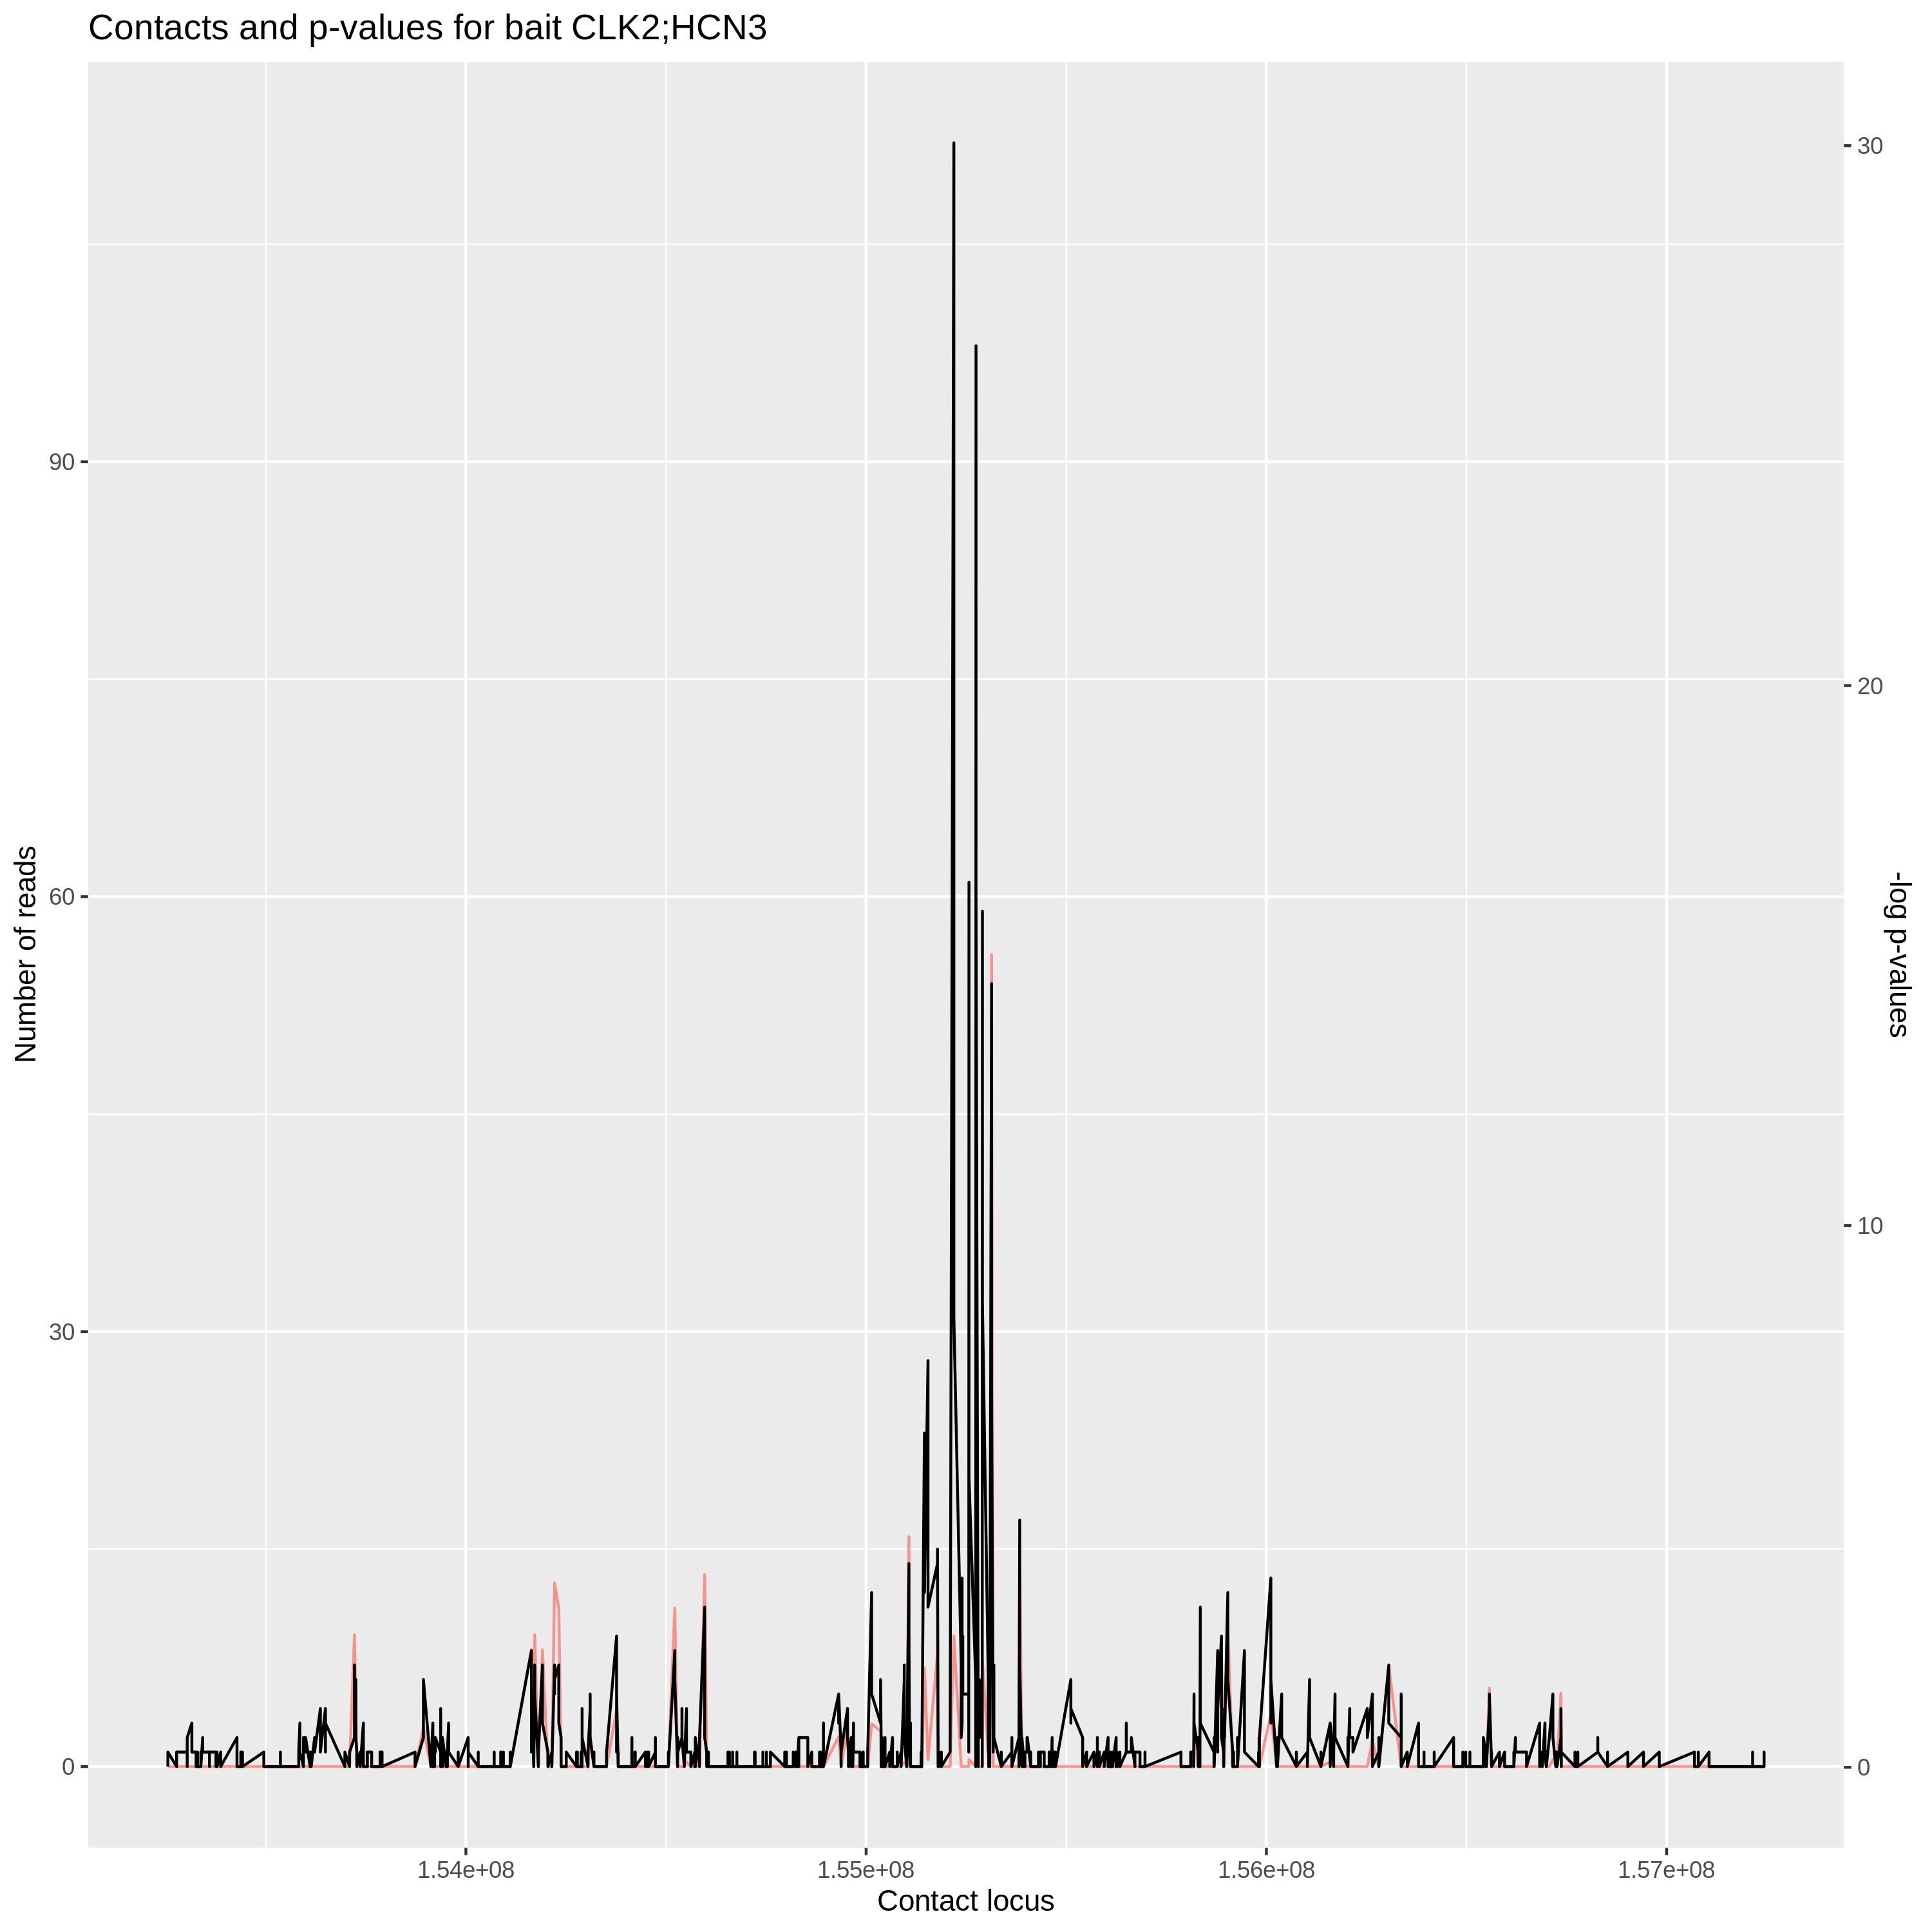 Contacts and p-values for bait CLK2;HCN3
30
90
20
Number of reads
60
-log p-values
10
30
0
0
1.54e+08
1.55e+08
1.56e+08
1.57e+08
Contact locus